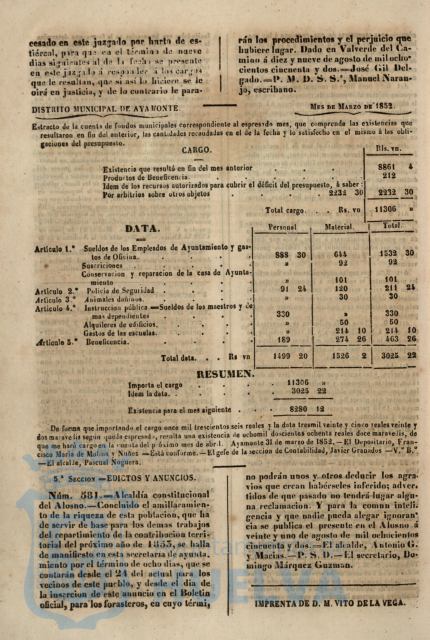 cesado en este juzgado por hurto de es-
tiércol, para que en el término de nueve
dias siguientes al de la fecha se presente
en este juzgado á responder á los cargos
que le resultan, que si asi lo hiciere se le
oirá en justicia, y de lo contrario le para-
rán los procedimientos y el perjuicio que
hubiere lugar. Dado en Valverde del Ca-
mino á diez y nueve de agosto de mil ocho-
cientos cincuenta y dos.—José Gil Del-
gado.—P. M. D. S. S.ª, Manuel Naran-
jo, escribano.
DISTRITO MUNICIPAL DE AYAMONTE. MES DE MARZO DE 1852.
Estracto de la cuenta de fondos municipales correspondiente al espresado mes, que comprende las existencias que
resultaron en fin del anterior, las cantidades recaudadas en el de la fecha y lo satisfecho en el mismo á las obli-
gaciones del presupuesto.
CARGO. Rls. vn.
Existencia que resultó en fin del mes anterior 8861 4
Productos de Beneficencia. 212
Idem de los recursos autorizados para cubrir el déficit del presupuesto, á saber:
Por arbitrios sobre otros objetos 2232 30 2232 30
Total cargo. Rs. vn 11306 »
DATA. Personal Material. Total.
Artículo 1.º Sueldos de los Empleados de Ayuntamiento y gas-
tos de Oficina. 888 30 644 1532 30
Suscriciones » 92 92
Conservacion y reparacion de la casa de Ayunta-
miento » 101 101
Artículo 2.º Policia de Seguridad 91 24 120 211 24
Artículo 3.º Animales dañinos. » 30 30
Artículo 4.º Instruccion pública.—Sueldos de los maestros y de
mas dependientes 330 » 330
Alquileres de edificios. » 50 50
Gastos de las escuelas. » 214 10 214 10
Artículo 5.º Beneficencia. 189 274 26 463 26
Total data. Rs vn 1499 20 1526 2 3025 22
RESUMEN.
Importa el cargo 11306 »
Idem la data. 3025 22
Existencia para el mes siguiente 8280 12
De forma que importando el cargo once mil trescientos seis reales y la data tresmil veinte y cinco reales veinte y
dos maravedis según queda espresado, resulta una existencia de ochomil doscientos ochenta reales doce maravedis, de
que me haré cargo en la cuenta del próximo mes de abril. Ayamonte 31 de marzo de 1852.—El Depositario, Fran-
cisco Maria de Molina y Nuñez.—Está conforme.—El gefe de la seccion de Contabilidad, Javier Granados.—V.º B.º
—El alcalde, Pascual Noguera.
5.ª SECCION.—EDICTOS Y ANUNCIOS.
Núm. 581.—Alcaldía constitucional
del Alosno.—Concluido el amillaramien-
to de la riqueza de esta poblacion, que ha
de servir de base para los demas trabajos
del repartimiento de la contribucion terri-
torial del próximo año de 1853, se halla
de manifiesto en esta secretaria de ayunta-
miento por el término de ocho dias, que se
contarán desde el 24 del actual para los
vecinos de este pueblo, y desde el dia de
la insercion de este anuncio en el Boletin
oficial, para los forasteros, en cuyo térmi,
no podrán unos y otros deducir los agra-
vios que crean habérseles inferido; adver-
tidos de que pasado no tendrá lugar algu-
na reclamacion. Y para la comun inteli-
gencia y que nadie pueda alegar ignoran-
cia se publica el presente en el Alosno á
veinte y uno de agosto de mil ochocientos
cincuenta y dos.—El alcalde, Antonio G.
y Macias.—P. S. D.—El secretario, Do-
mingo Márquez Guzman.
IMPRENTA DE D. M. VITO DE LA VEGA.